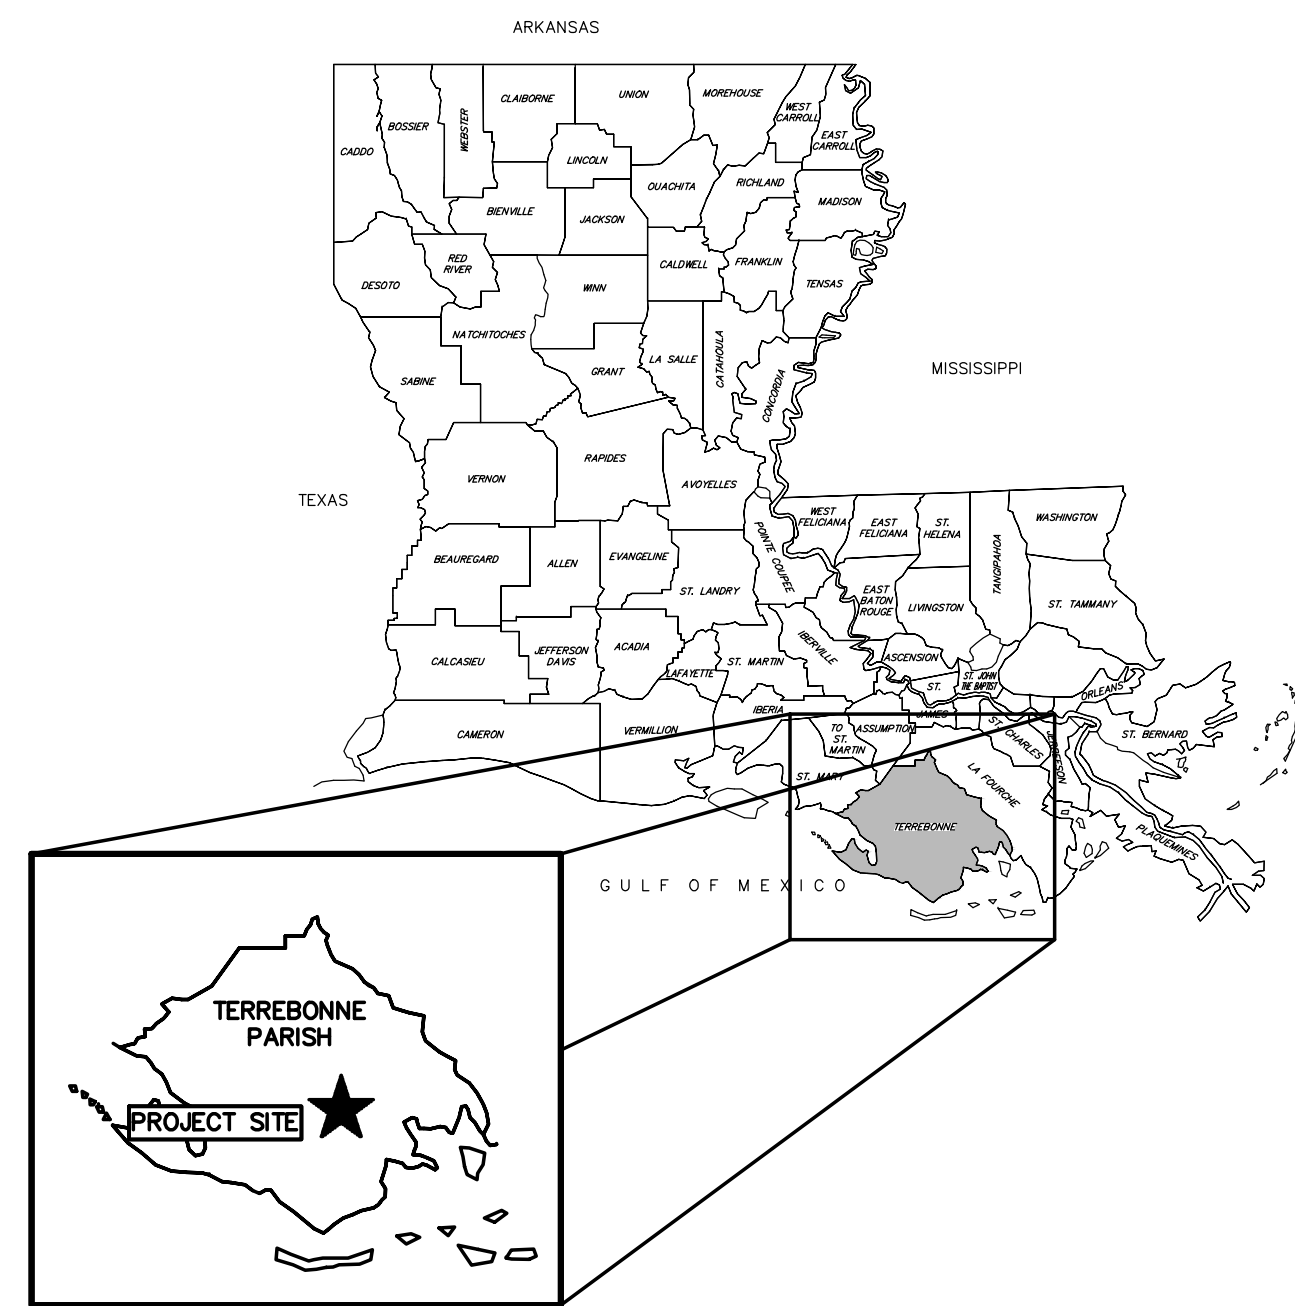 ARKANSAS
CLAIBORNE
UNION
MOREHOUSE
WEST
CARROLL
BOSSIER
WEBSTER
EAST
CARROLL
CADDO
LINCOLN
OUACHITA
RICHLAND
MADISON
BIENVILLE
JACKSON
RED
RIVER
CALDWELL
FRANKLIN
DESOTO
WINN
TENSAS
NATCHITOCHES
LA SALLE
CATAHOULA
MISSISSIPPI
SABINE
GRANT
CONCORDIA
RAPIDES
VERNON
AVOYELLES
TEXAS
WEST
FELICIANA
EAST
FELICIANA
ST.
HELENA
WASHINGTON
POINTE COUPEE
BEAUREGARD
ALLEN
EVANGELINE
TANGIPAHOA
ST. LANDRY
EAST
BATON
ROUGE
LIVINGSTON
ST. TAMMANY
IBERVILLE
ACADIA
JEFFERSON
DAVIS
CALCASIEU
LAFAYETTE
ST. MARTIN
ASCENSION
ST. JOHN
THE BAPTIST
ST.
JAMES
ORLEANS
IBERIA
CAMERON
VERMILLION
TO
ST.
MARTIN
ASSUMPTION
ST. CHARLES
JEFFERSON
ST. BERNARD
ST. MARY
LA FOURCHE
TERREBONNE
PLAQUEMINES
GULF OF MEXICO
TERREBONNE
PARISH
PROJECT SITE